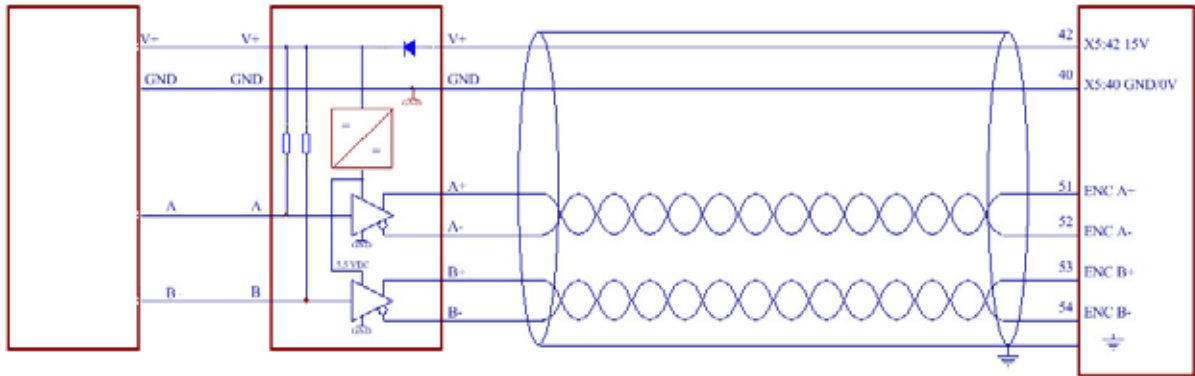 V+ V+ V+ 42 X5:42 15V
GND GND GND 40 X5:40 GND/0V
= 
=
A+ 51 ENC A+
A A
A- 52 ENC A-
GND
5.5 VDC
B+ 53 ENC B+
B B
B- 54 ENC B-
GND